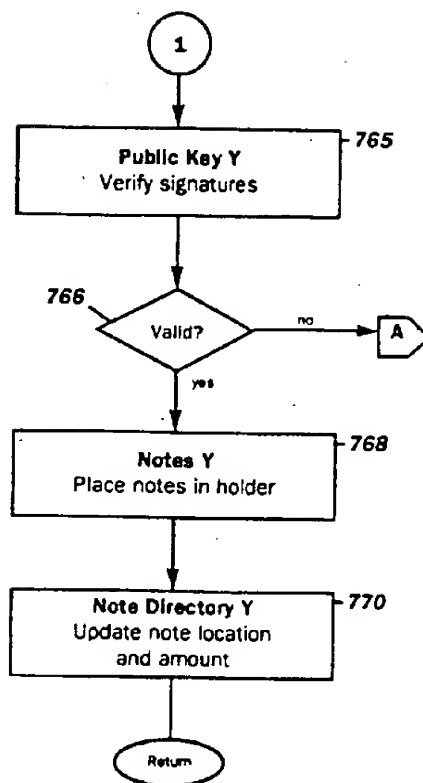 1
Public Key Y
Verify signatures
765
766
Valid?
no
A
yes
Notes Y
Place notes in holder
768
Note Directory Y
Update note location
and amount
770
Return